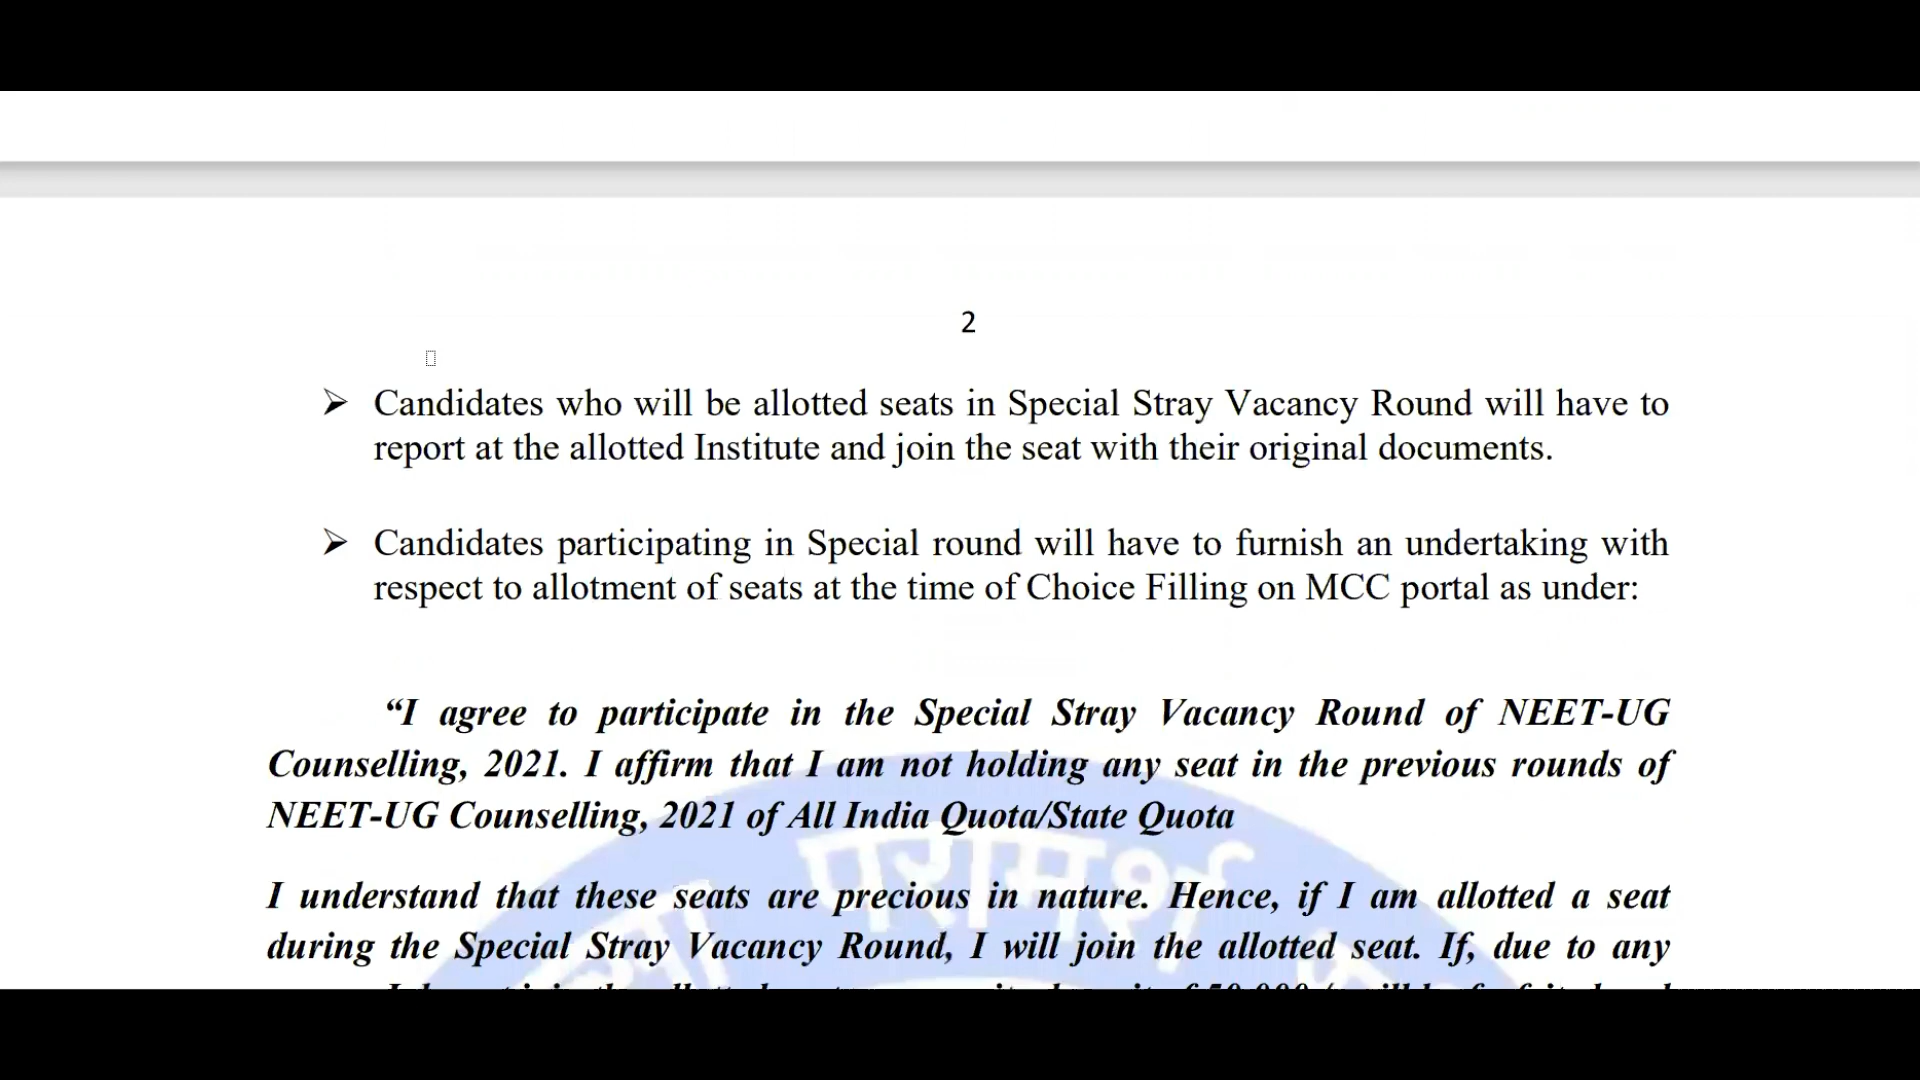 2
➢ Candidates who will be allotted seats in Special Stray Vacancy Round will have to
report at the allotted Institute and join the seat with their original documents.
➢ Candidates participating in Special round will have to furnish an undertaking with
respect to allotment of seats at the time of Choice Filling on MCC portal as under:
“I agree to participate in the Special Stray Vacancy Round of NEET-UG
Counselling, 2021. I affirm that I am not holding any seat in the previous rounds of
NEET-UG Counselling, 2021 of All India Quota/State Quota
परामर्श
I understand that these seats are precious in nature. Hence, if I am allotted a seat
during the Special Stray Vacancy Round, I will join the allotted seat. If, due to any